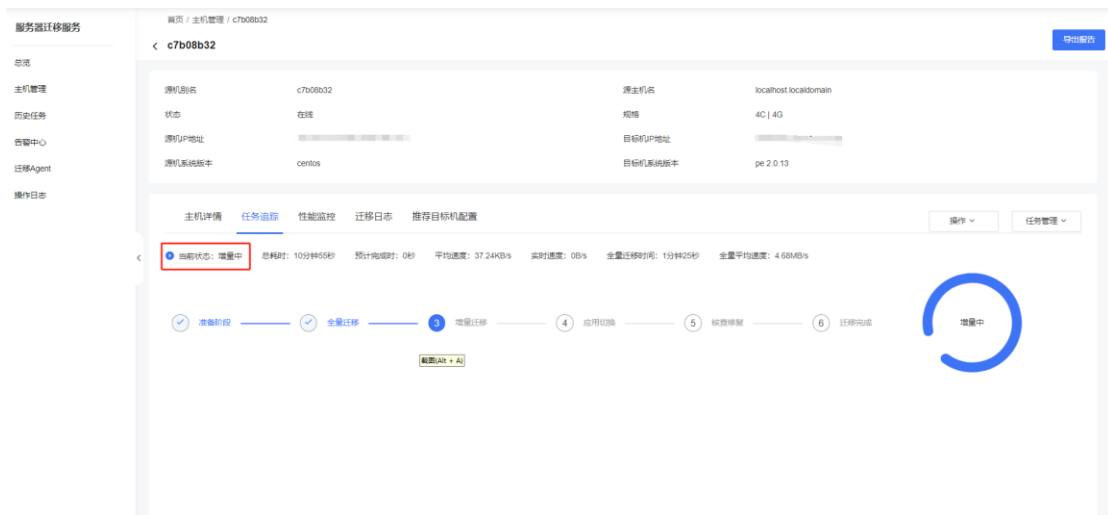 服务器迁移服务
总览
主机管理
历史任务
告警中心
迁移Agent
操作日志
首页 / 主机管理 / c7b08b32
c7b08b32
导出报告
源机别名 c7b08b32 源主机名 localhost.localdomain
状态 在线 规格 4C | 4G
源机IP地址 目标机IP地址
源机系统版本 centos 目标机系统版本 pe 2.0.13
主机详情 任务追踪 性能监控 迁移日志 推荐目标机配置 操作 任务管理
当前状态：增量中 总耗时：10分钟55秒 预计完成时：0秒 平均速度：37.24KB/s 实时速度：0B/s 全量迁移时间：1分钟25秒 全量平均速度：4.68MB/s
准备阶段 全量迁移 3 增量迁移 4 应用切换 5 核查修复 6 迁移完成 增量中
截图(Alt + A)